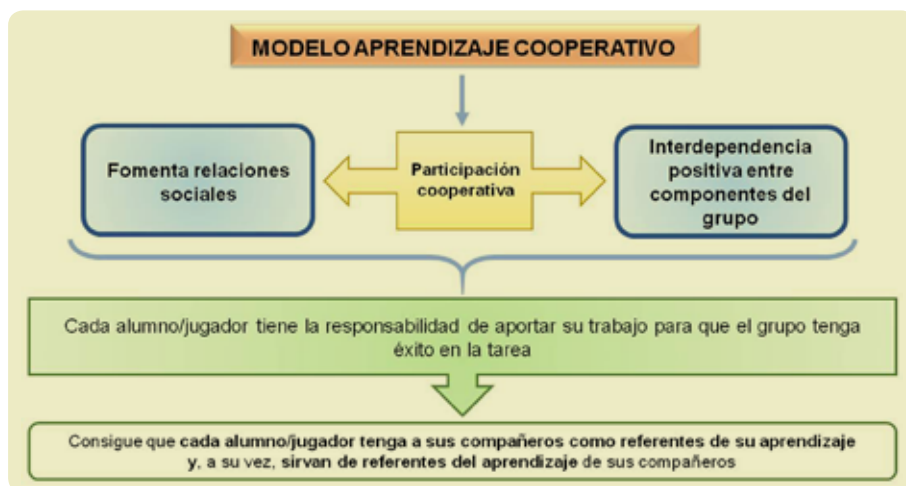 MODELO APRENDIZAJE COOPERATIVO
Fomenta relaciones
sociales
Participación
cooperativa
Interdependencia
positiva entre
componentes del
grupo
Cada alumno/jugador tiene la responsabilidad de aportar su trabajo para que el grupo tenga
éxito en la tarea
Consigue que cada alumno/jugador tenga a sus compañeros como referentes de su aprendizaje
y, a su vez, sirvan de referentes del aprendizaje de sus compañeros